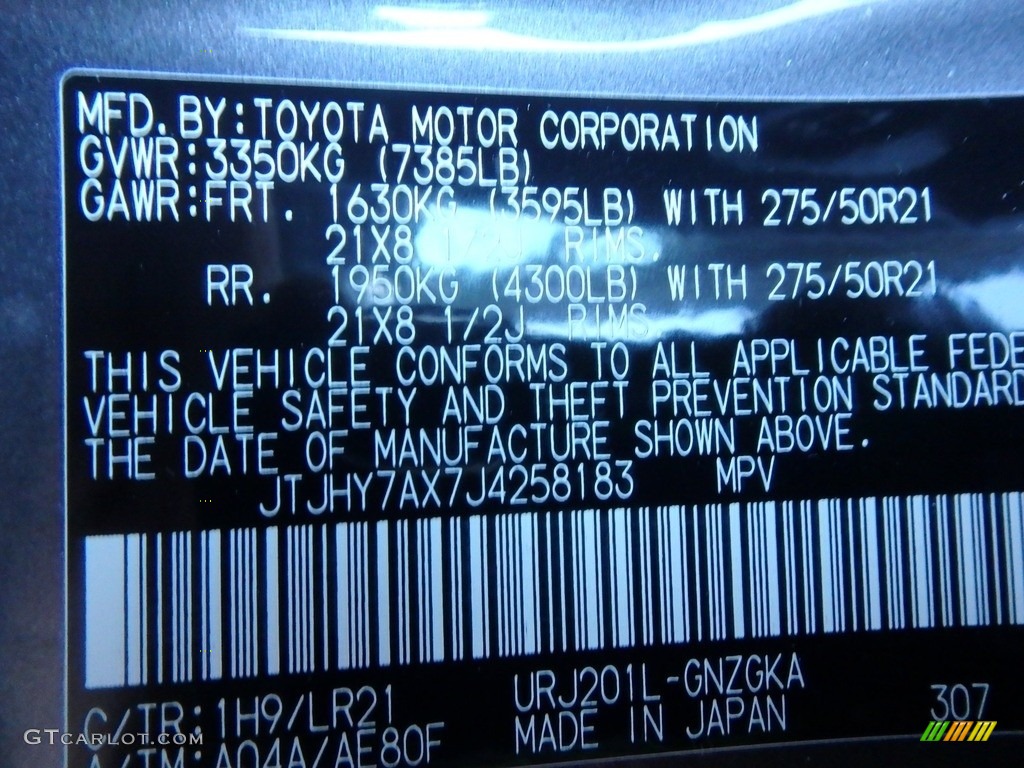 MFD. BY:TOYOTA MOTOR CORPORATION
GVWR:3350KG (7385LB)
GAWR:FRT. 1630KG (3595LB) WITH 275/50R21
21X8 1/2J RIMS.
RR. 1950KG (4300LB) WITH 275/50R21
21X8 1/2J RIMS
THIS VEHICLE CONFORMS TO ALL APPLICABLE FEDE
VEHICLE SAFETY AND THEFT PREVENTION STANDARD
THE DATE OF MANUFACTURE SHOWN ABOVE.
JTJHY7AX7J4258183 MPV
C/TR:1H9/LR21 URJ201L-GNZGKA 307
A/TM:A04A/AE80F MADE IN JAPAN
GTCARLOT.COM